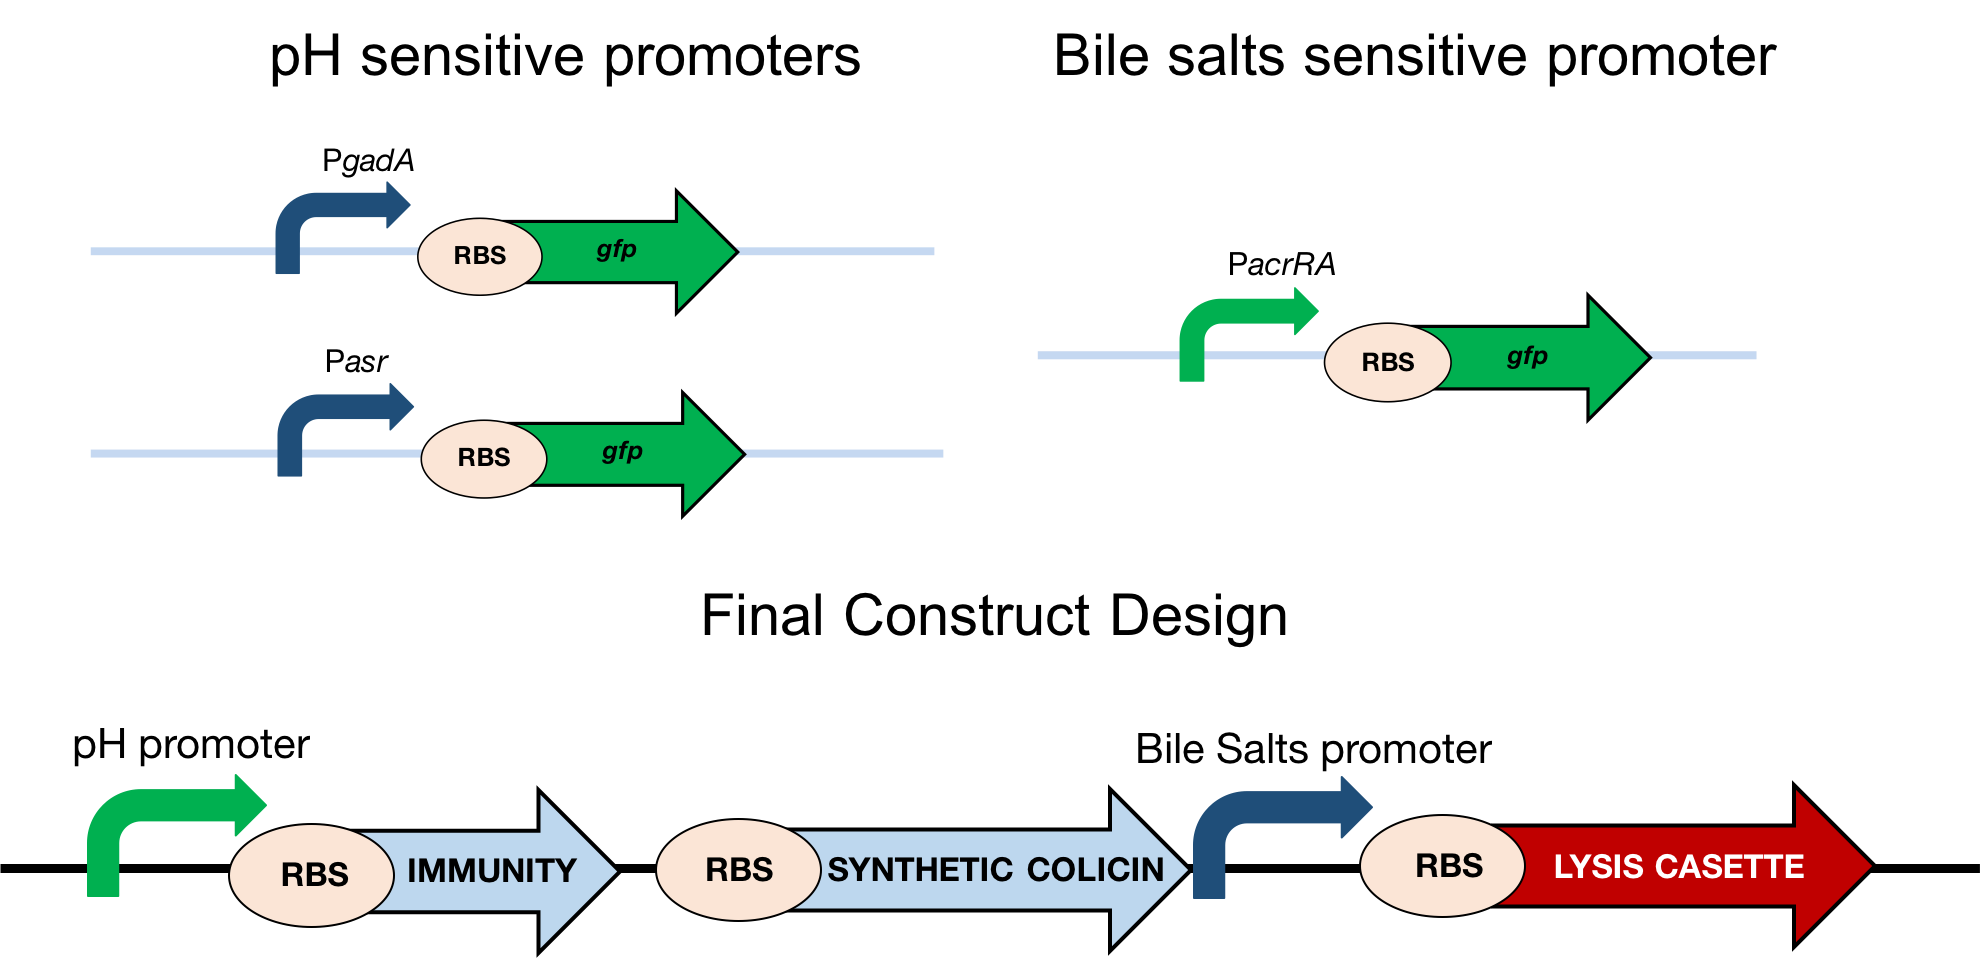 pH sensitive promoters
Bile salts sensitive promoter
PgadA
RBS gfp
Pasr
RBS gfp
PacrRA
RBS gfp
Final Construct Design
pH promoter
Bile Salts promoter
RBS IMMUNITY RBS SYNTHETIC COLICIN RBS LYSIS CASETTE